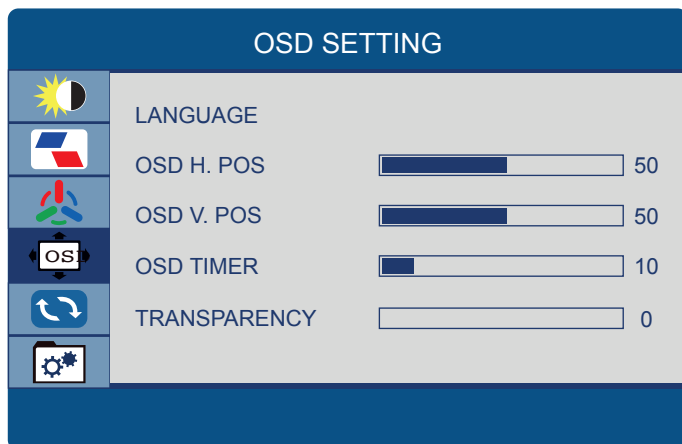 OSD SETTING
LANGUAGE
OSD H. POS 50
OSD V. POS 50
OSD
OSD TIMER 10
TRANSPARENCY 0